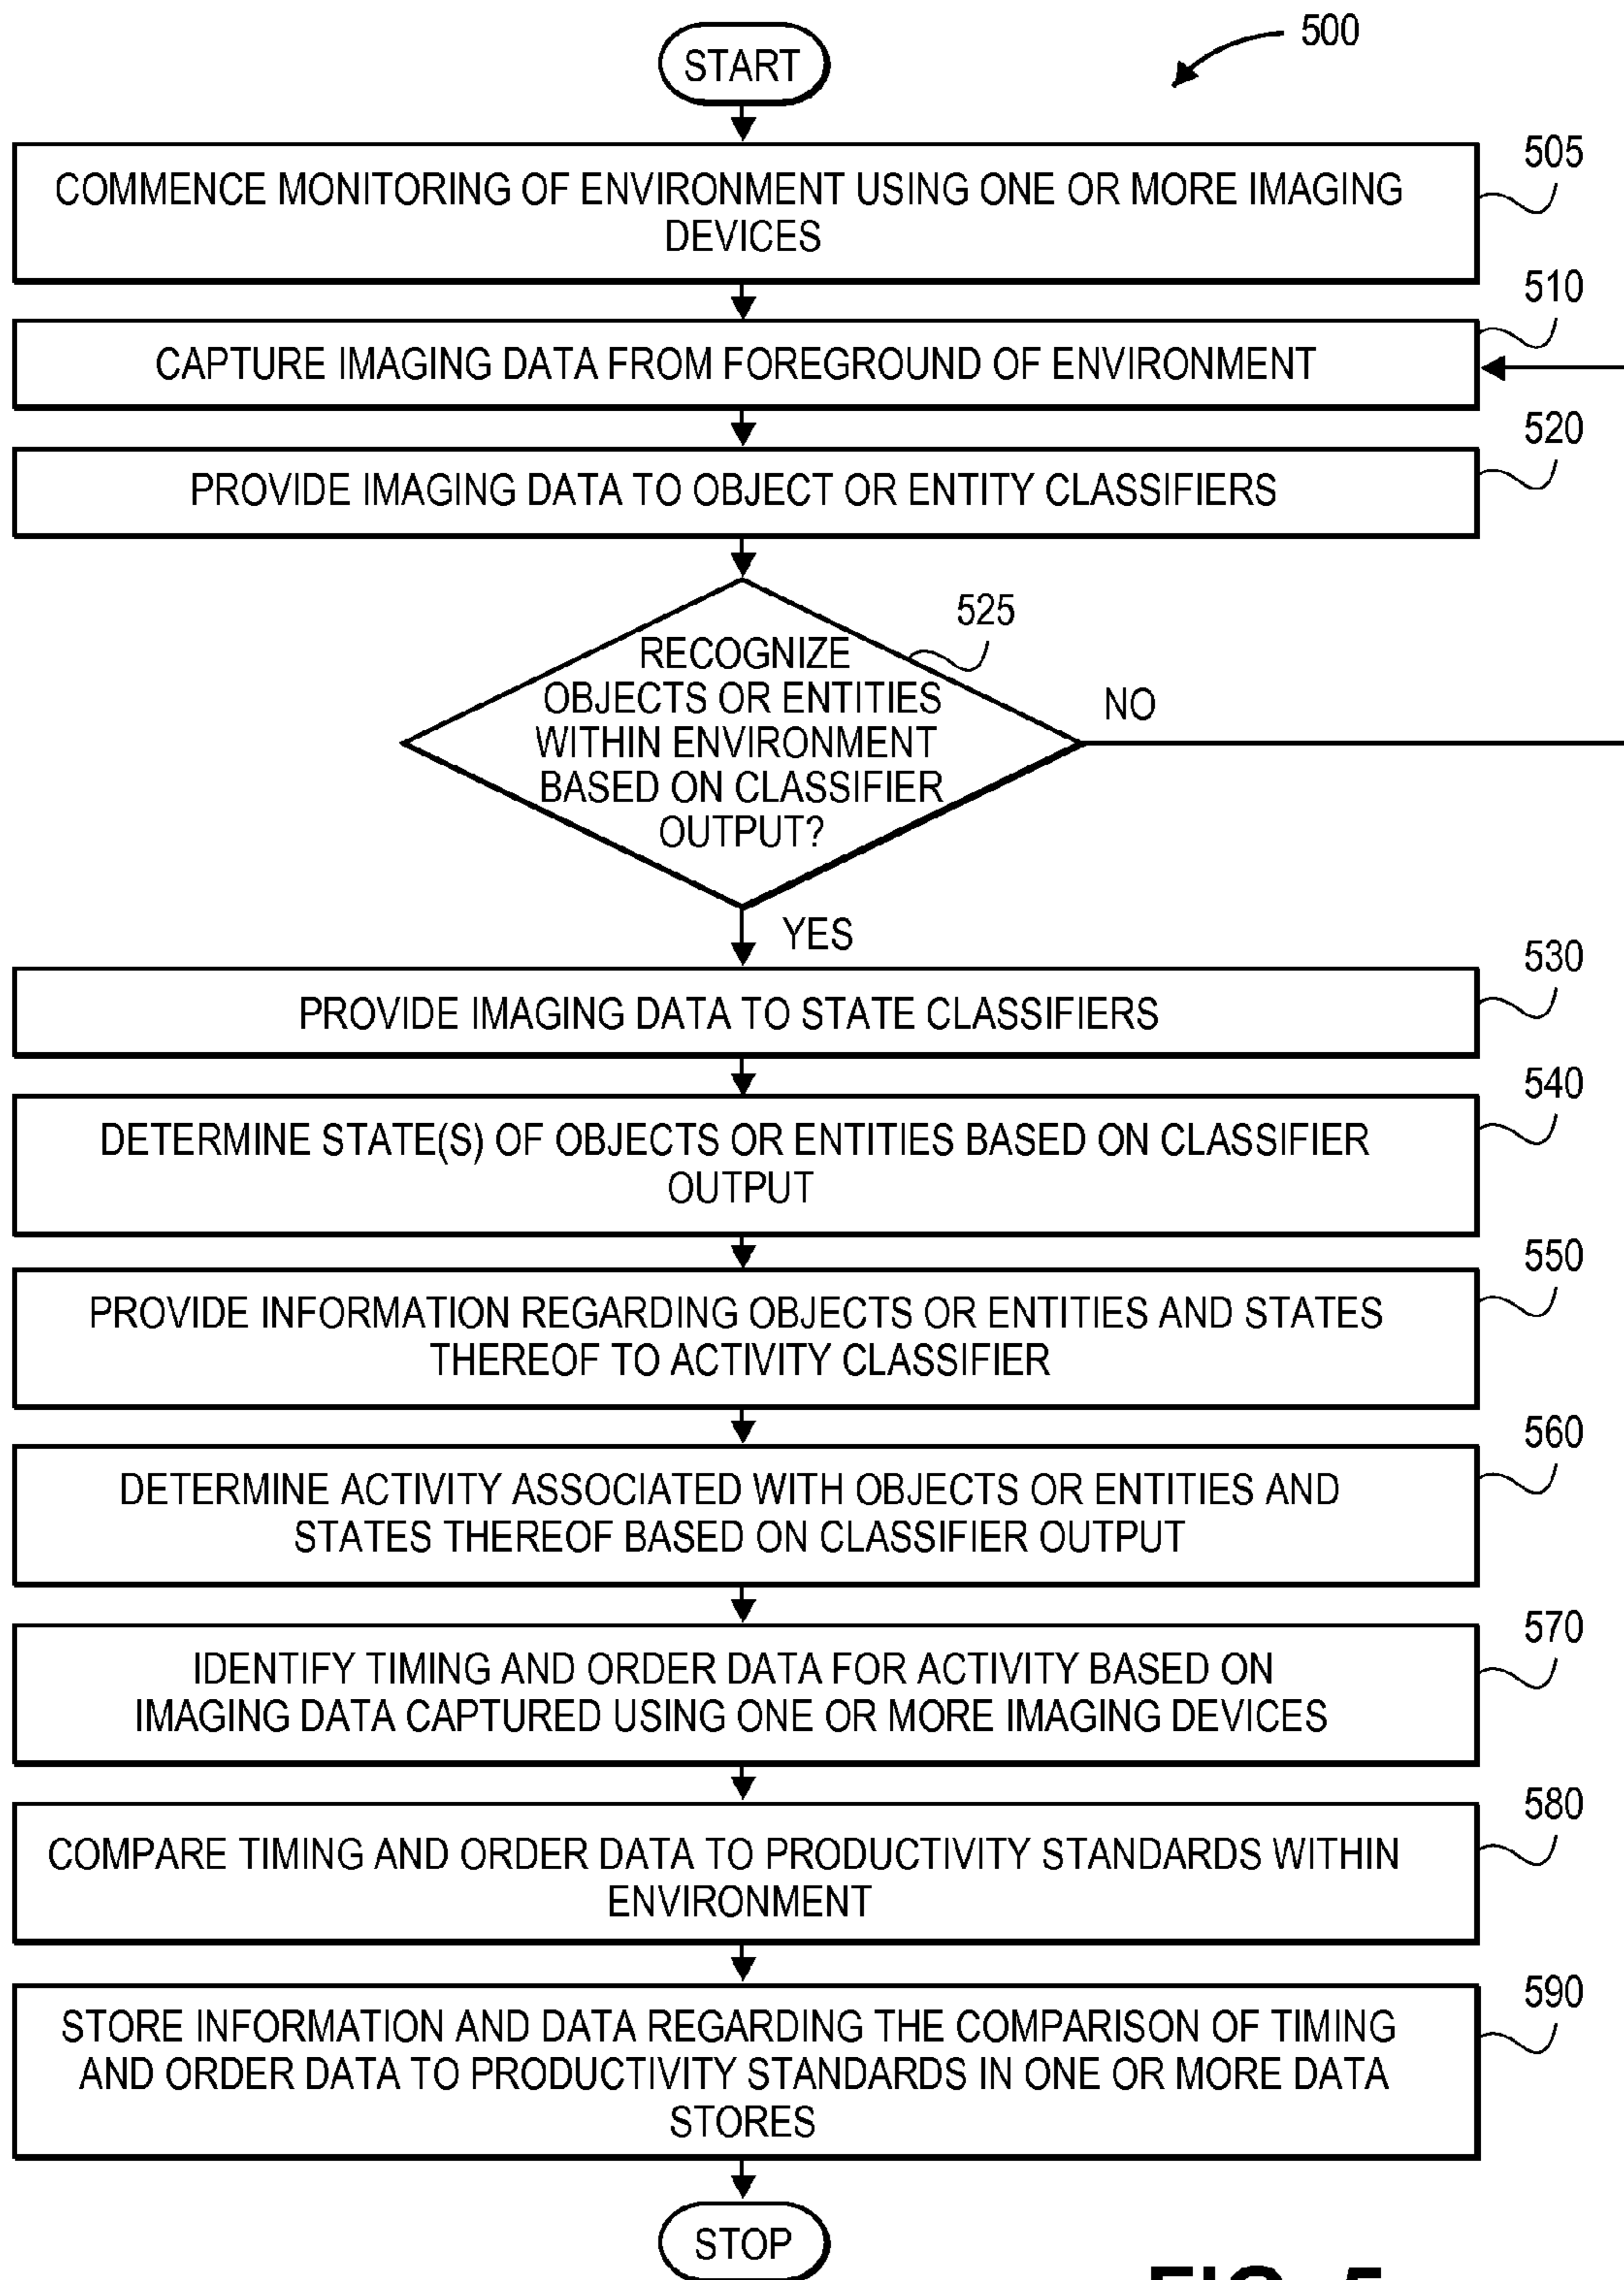 START
500
COMMENCE MONITORING OF ENVIRONMENT USING ONE OR MORE IMAGING
DEVICES
505
CAPTURE IMAGING DATA FROM FOREGROUND OF ENVIRONMENT
510
PROVIDE IMAGING DATA TO OBJECT OR ENTITY CLASSIFIERS
520
RECOGNIZE
OBJECTS OR ENTITIES
WITHIN ENVIRONMENT
BASED ON CLASSIFIER
OUTPUT?
525
NO
YES
PROVIDE IMAGING DATA TO STATE CLASSIFIERS
530
DETERMINE STATE(S) OF OBJECTS OR ENTITIES BASED ON CLASSIFIER
OUTPUT
540
PROVIDE INFORMATION REGARDING OBJECTS OR ENTITIES AND STATES
THEREOF TO ACTIVITY CLASSIFIER
550
DETERMINE ACTIVITY ASSOCIATED WITH OBJECTS OR ENTITIES AND
STATES THEREOF BASED ON CLASSIFIER OUTPUT
560
IDENTIFY TIMING AND ORDER DATA FOR ACTIVITY BASED ON
IMAGING DATA CAPTURED USING ONE OR MORE IMAGING DEVICES
570
COMPARE TIMING AND ORDER DATA TO PRODUCTIVITY STANDARDS WITHIN
ENVIRONMENT
580
STORE INFORMATION AND DATA REGARDING THE COMPARISON OF TIMING
AND ORDER DATA TO PRODUCTIVITY STANDARDS IN ONE OR MORE DATA
STORES
590
STOP